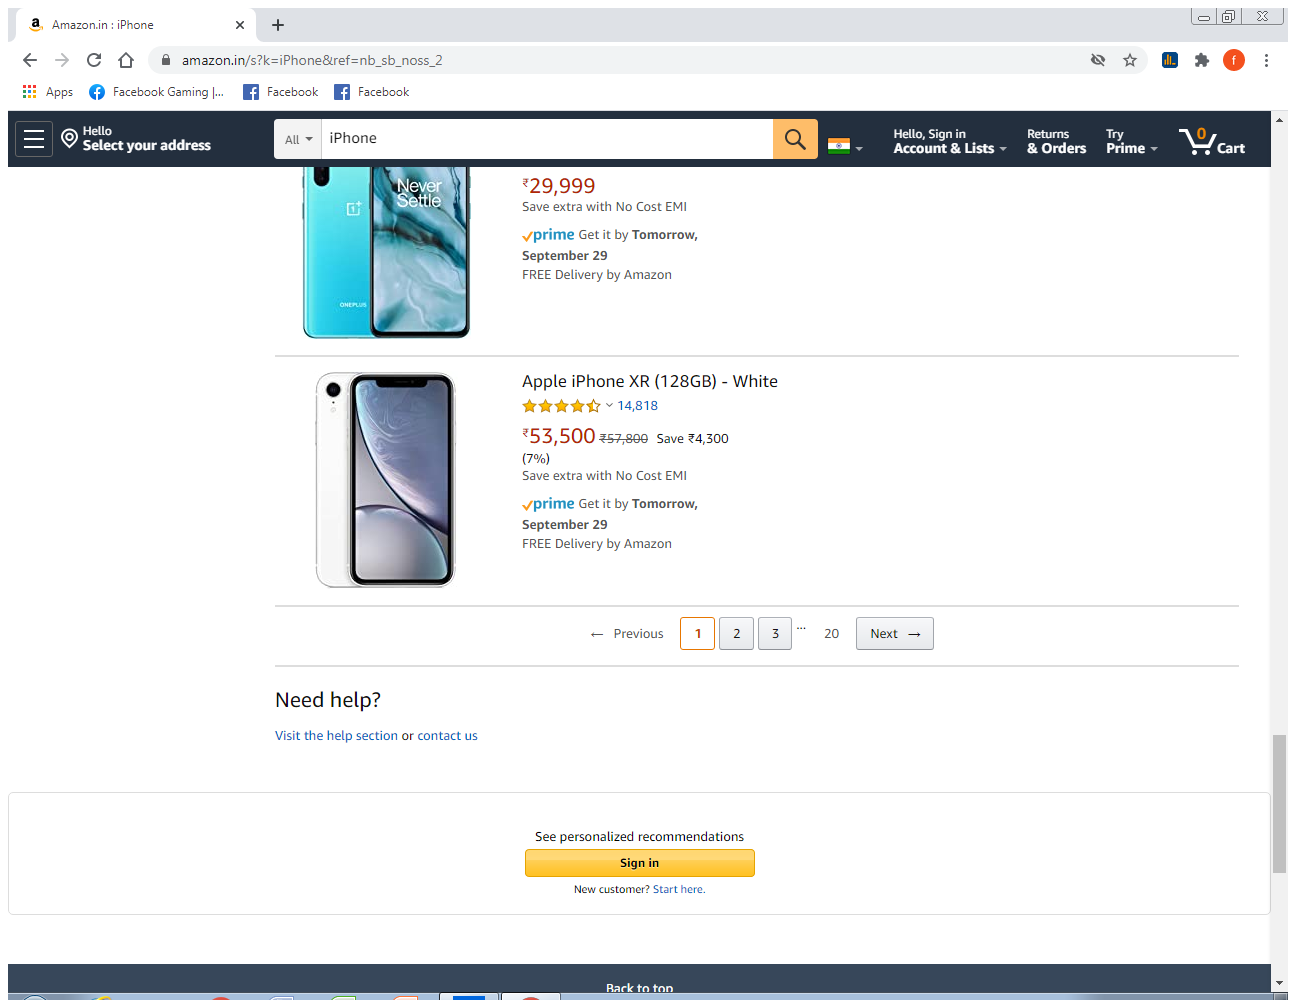 Amazon.in : iPhone
amazon.in/s?k=iPhone&ref=nb_sb_noss_2
f
Apps
Facebook Gaming |...
Facebook
Facebook
Hello
Select your address
All
iPhone
Hello, Sign in
Account & Lists
Returns
& Orders
Try
Prime
0
Cart
Never
Settle
ONEPLUS
₹29,999
Save extra with No Cost EMI
prime Get it by Tomorrow,
September 29
FREE Delivery by Amazon
Apple iPhone XR (128GB) - White
14,818
₹53,500 ₹57,800 Save ₹4,300
(7%)
Save extra with No Cost EMI
prime Get it by Tomorrow,
September 29
FREE Delivery by Amazon
← Previous 1 2 3 ... 20 Next →
Need help?
Visit the help section or contact us
See personalized recommendations
Sign in
New customer? Start here.
Back to top